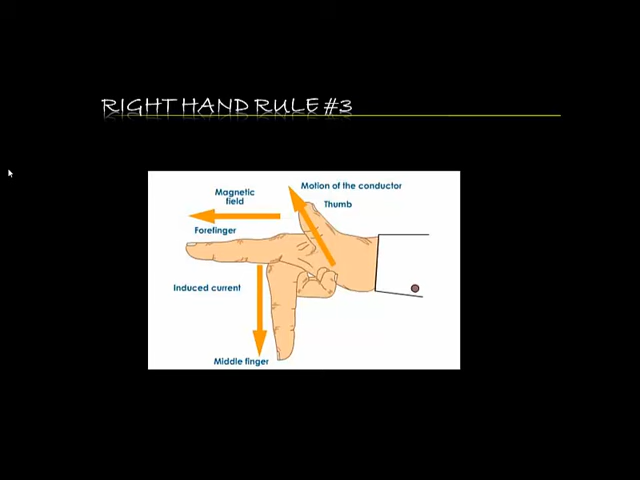 RIGHT HAND RULE #3
Motion of the conductor
Magnetic
field
Thumb
Forefinger
Induced current
Middle finger